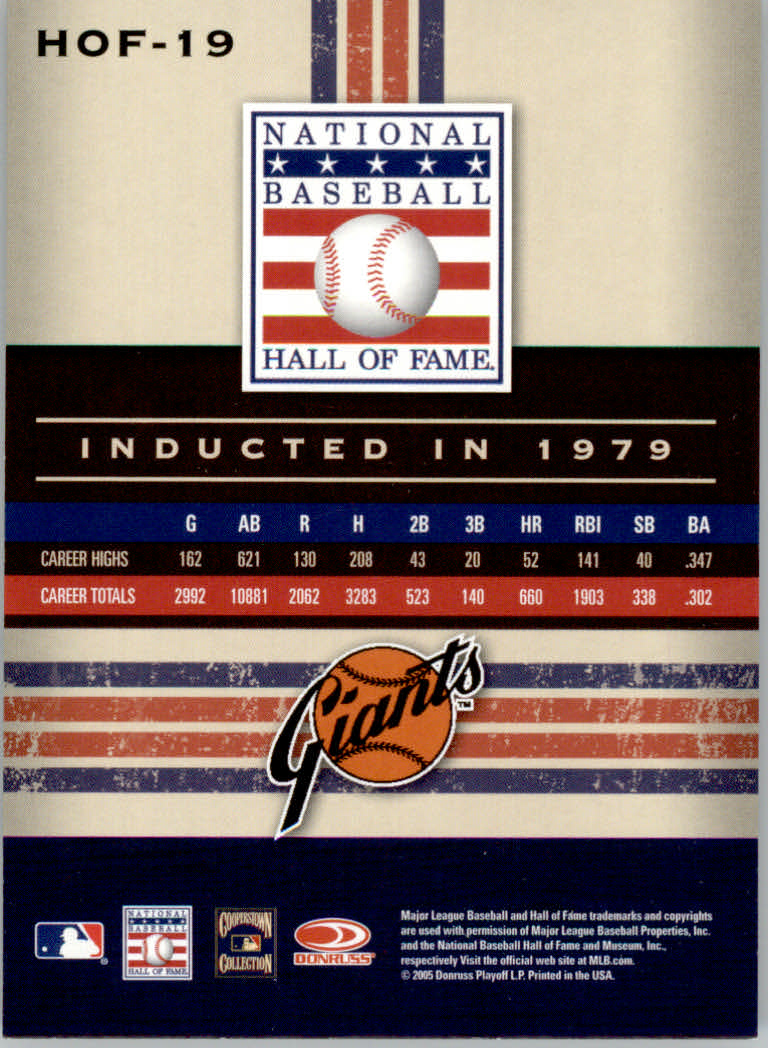 HOF-19
NATIONAL
BASEBALL
HALL OF FAME.
INDUCTED IN 1979
G AB R H 2B 3B HR RBI SB BA
CAREER HIGHS 162 621 130 208 43 20 52 141 40 .347
CAREER TOTALS 2992 10881 2062 3283 523 140 660 1903 338 .302
Giants TM
NATIONAL
BASEBALL
HALL OF FAME
COOPERSTOWN
COLLECTION
DONRUSS
Major League Baseball and Hall of Fame trademarks and copyrights
are used with permission of Major League Baseball Properties, Inc.
and the National Baseball Hall of Fame and Museum, Inc.,
respectively Visit the official web site at MLB.com.
© 2005 Donruss Playoff L.P. Printed in the USA.